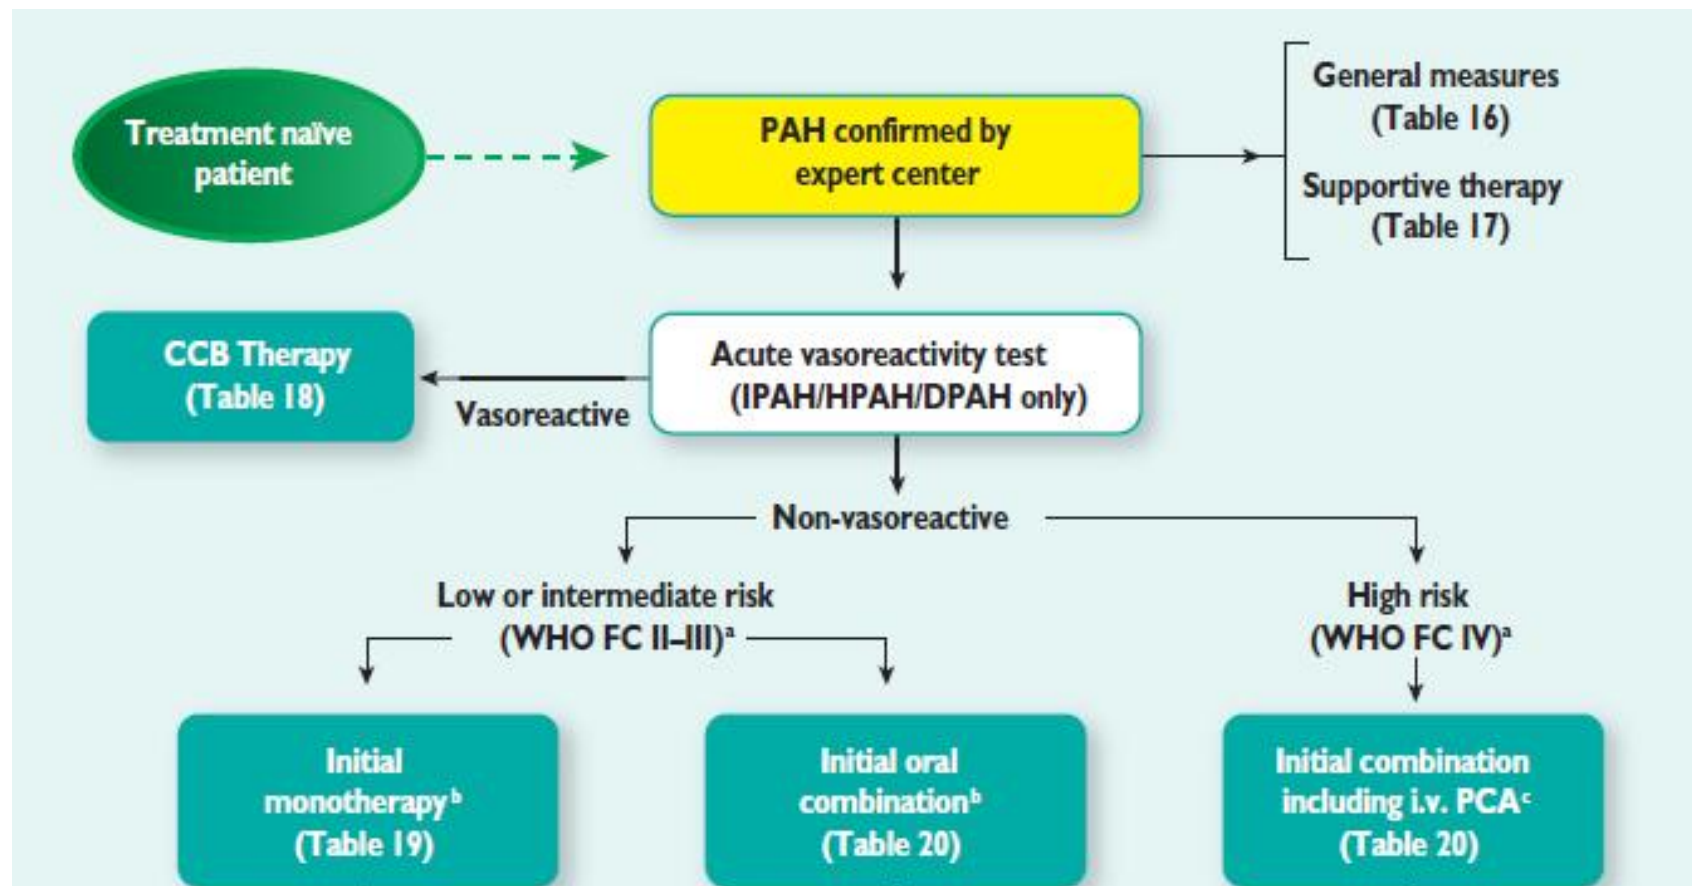 Treatment naïve
patient
PAH confirmed by
expert center
General measures
(Table 16)
Supportive therapy
(Table 17)
CCB Therapy
(Table 18)
Vasoreactive
Acute vasoreactivity test
(IPAH/HPAH/DPAH only)
Non-vasoreactive
Low or intermediate risk
(WHO FC II–III)ᵃ
High risk
(WHO FC IV)ᵃ
Initial
monotherapyᵇ
(Table 19)
Initial oral
combinationᵇ
(Table 20)
Initial combination
including i.v. PCAᶜ
(Table 20)